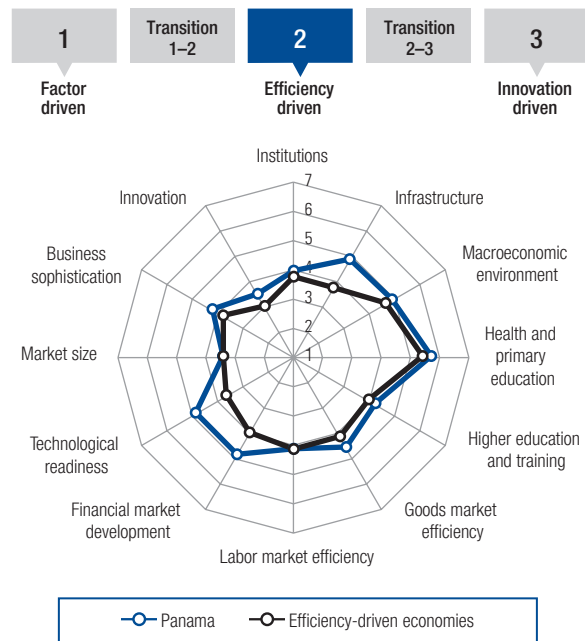 1
Transition
1–2
2
Transition
2–3
3
Factor
driven
Efficiency
driven
Innovation
driven
Institutions
Innovation
Infrastructure
Business
sophistication
Macroeconomic
environment
Market size
Health and
primary
education
Technological
readiness
Higher education
and training
Financial market
development
Goods market
efficiency
Labor market efficiency
7
6
5
4
3
2
1
Panama
Efficiency-driven economies